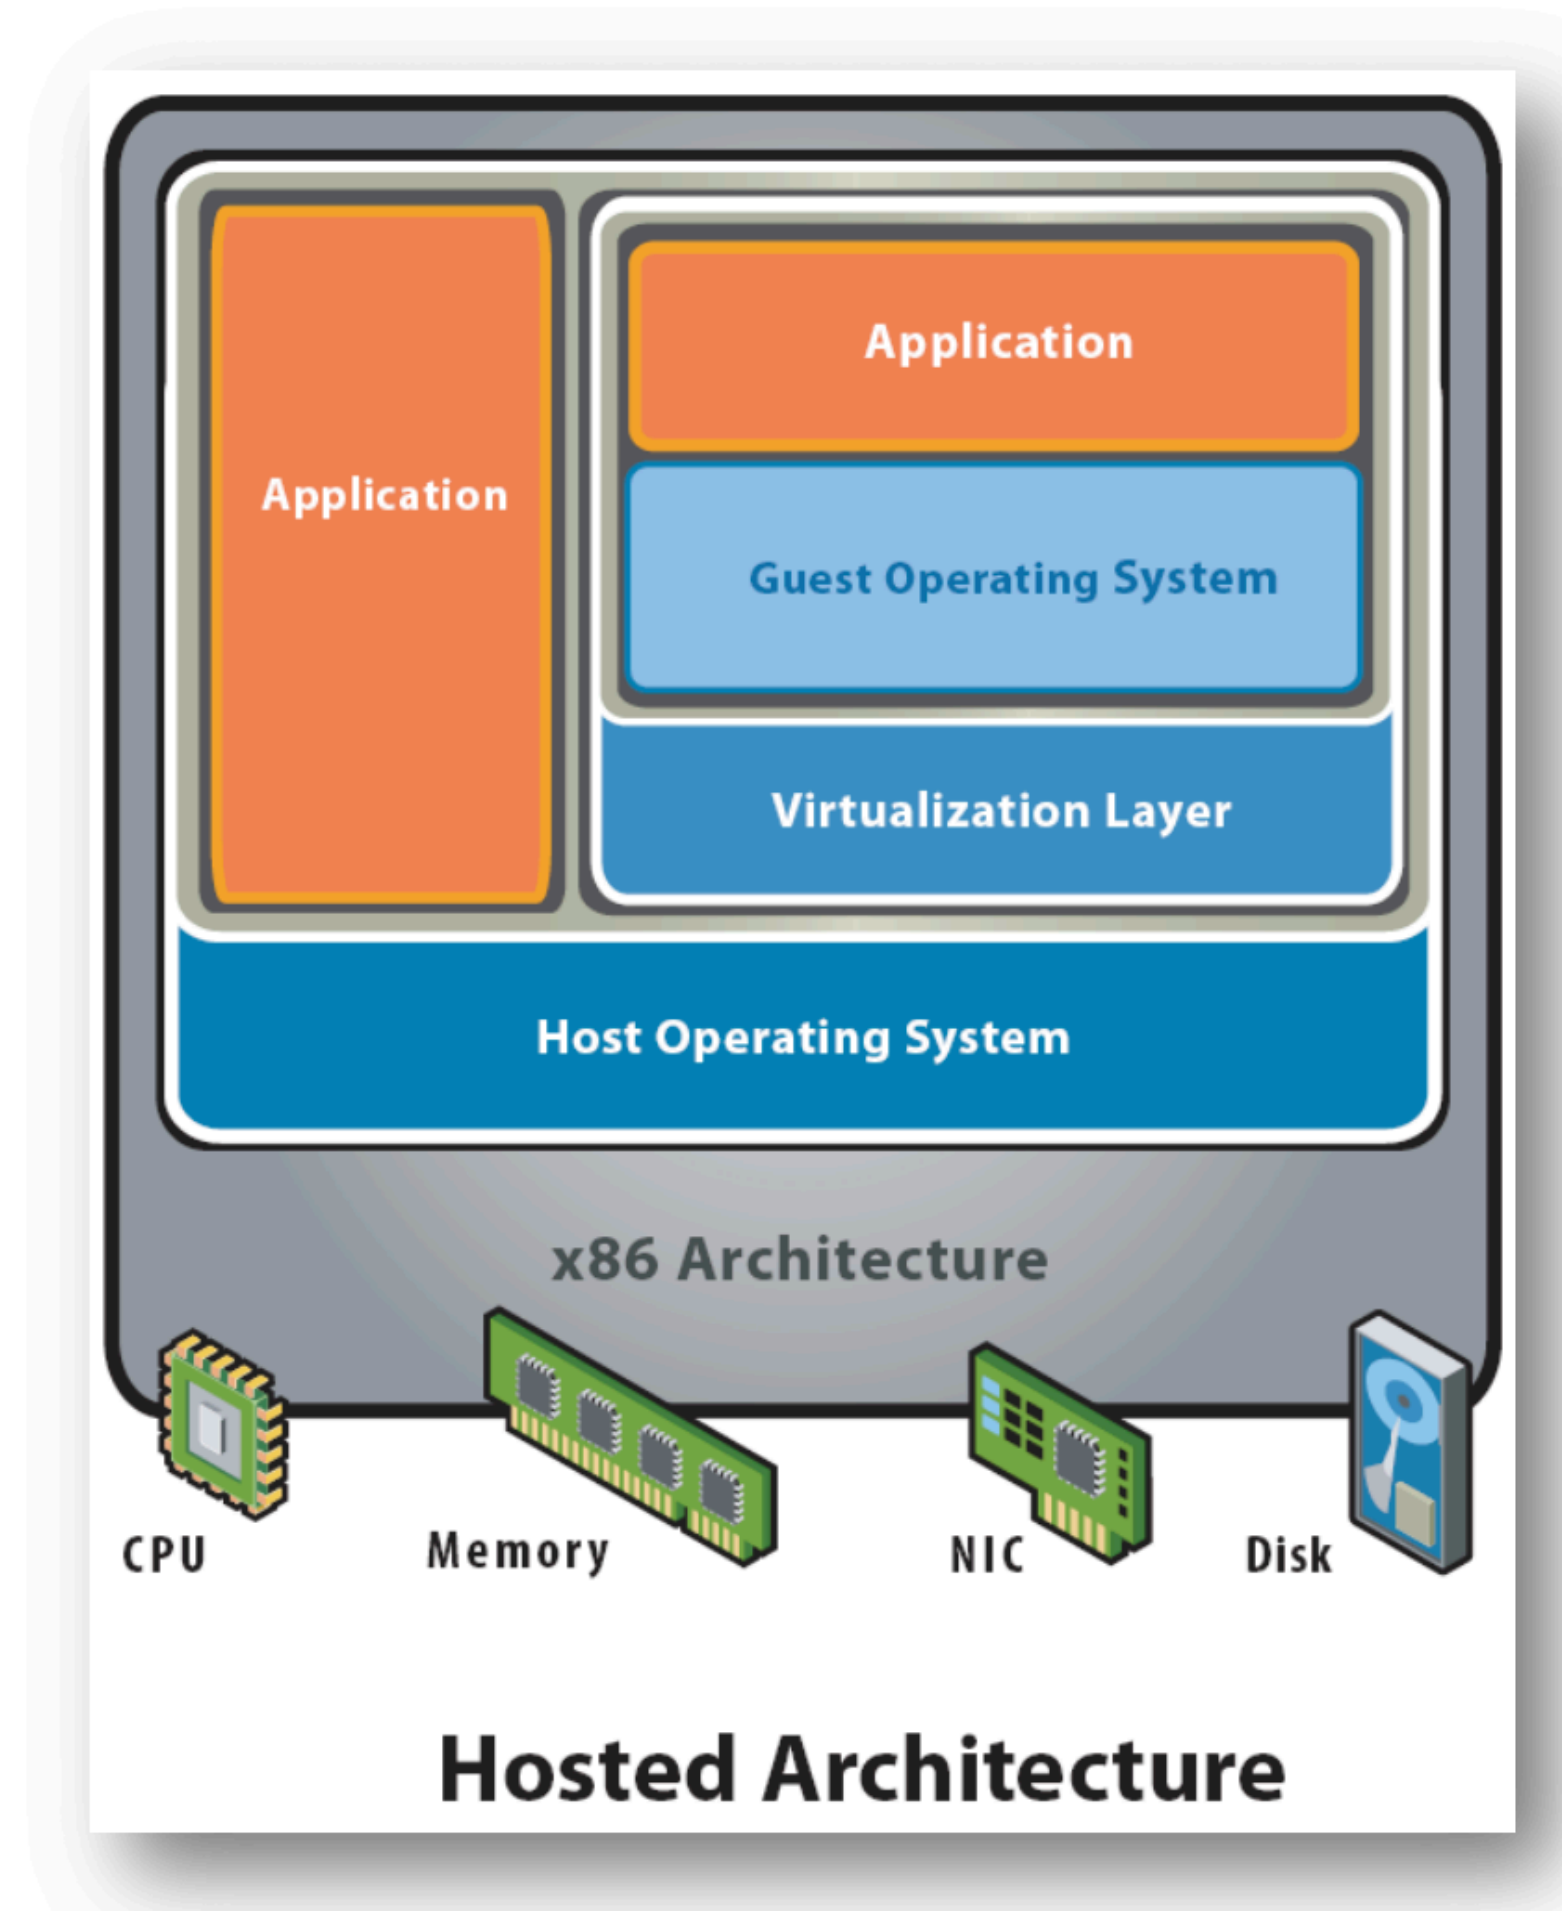 Application
Application
Guest Operating System
Virtualization Layer
Host Operating System
x86 Architecture
CPU
Memory
NIC
Disk
Hosted Architecture